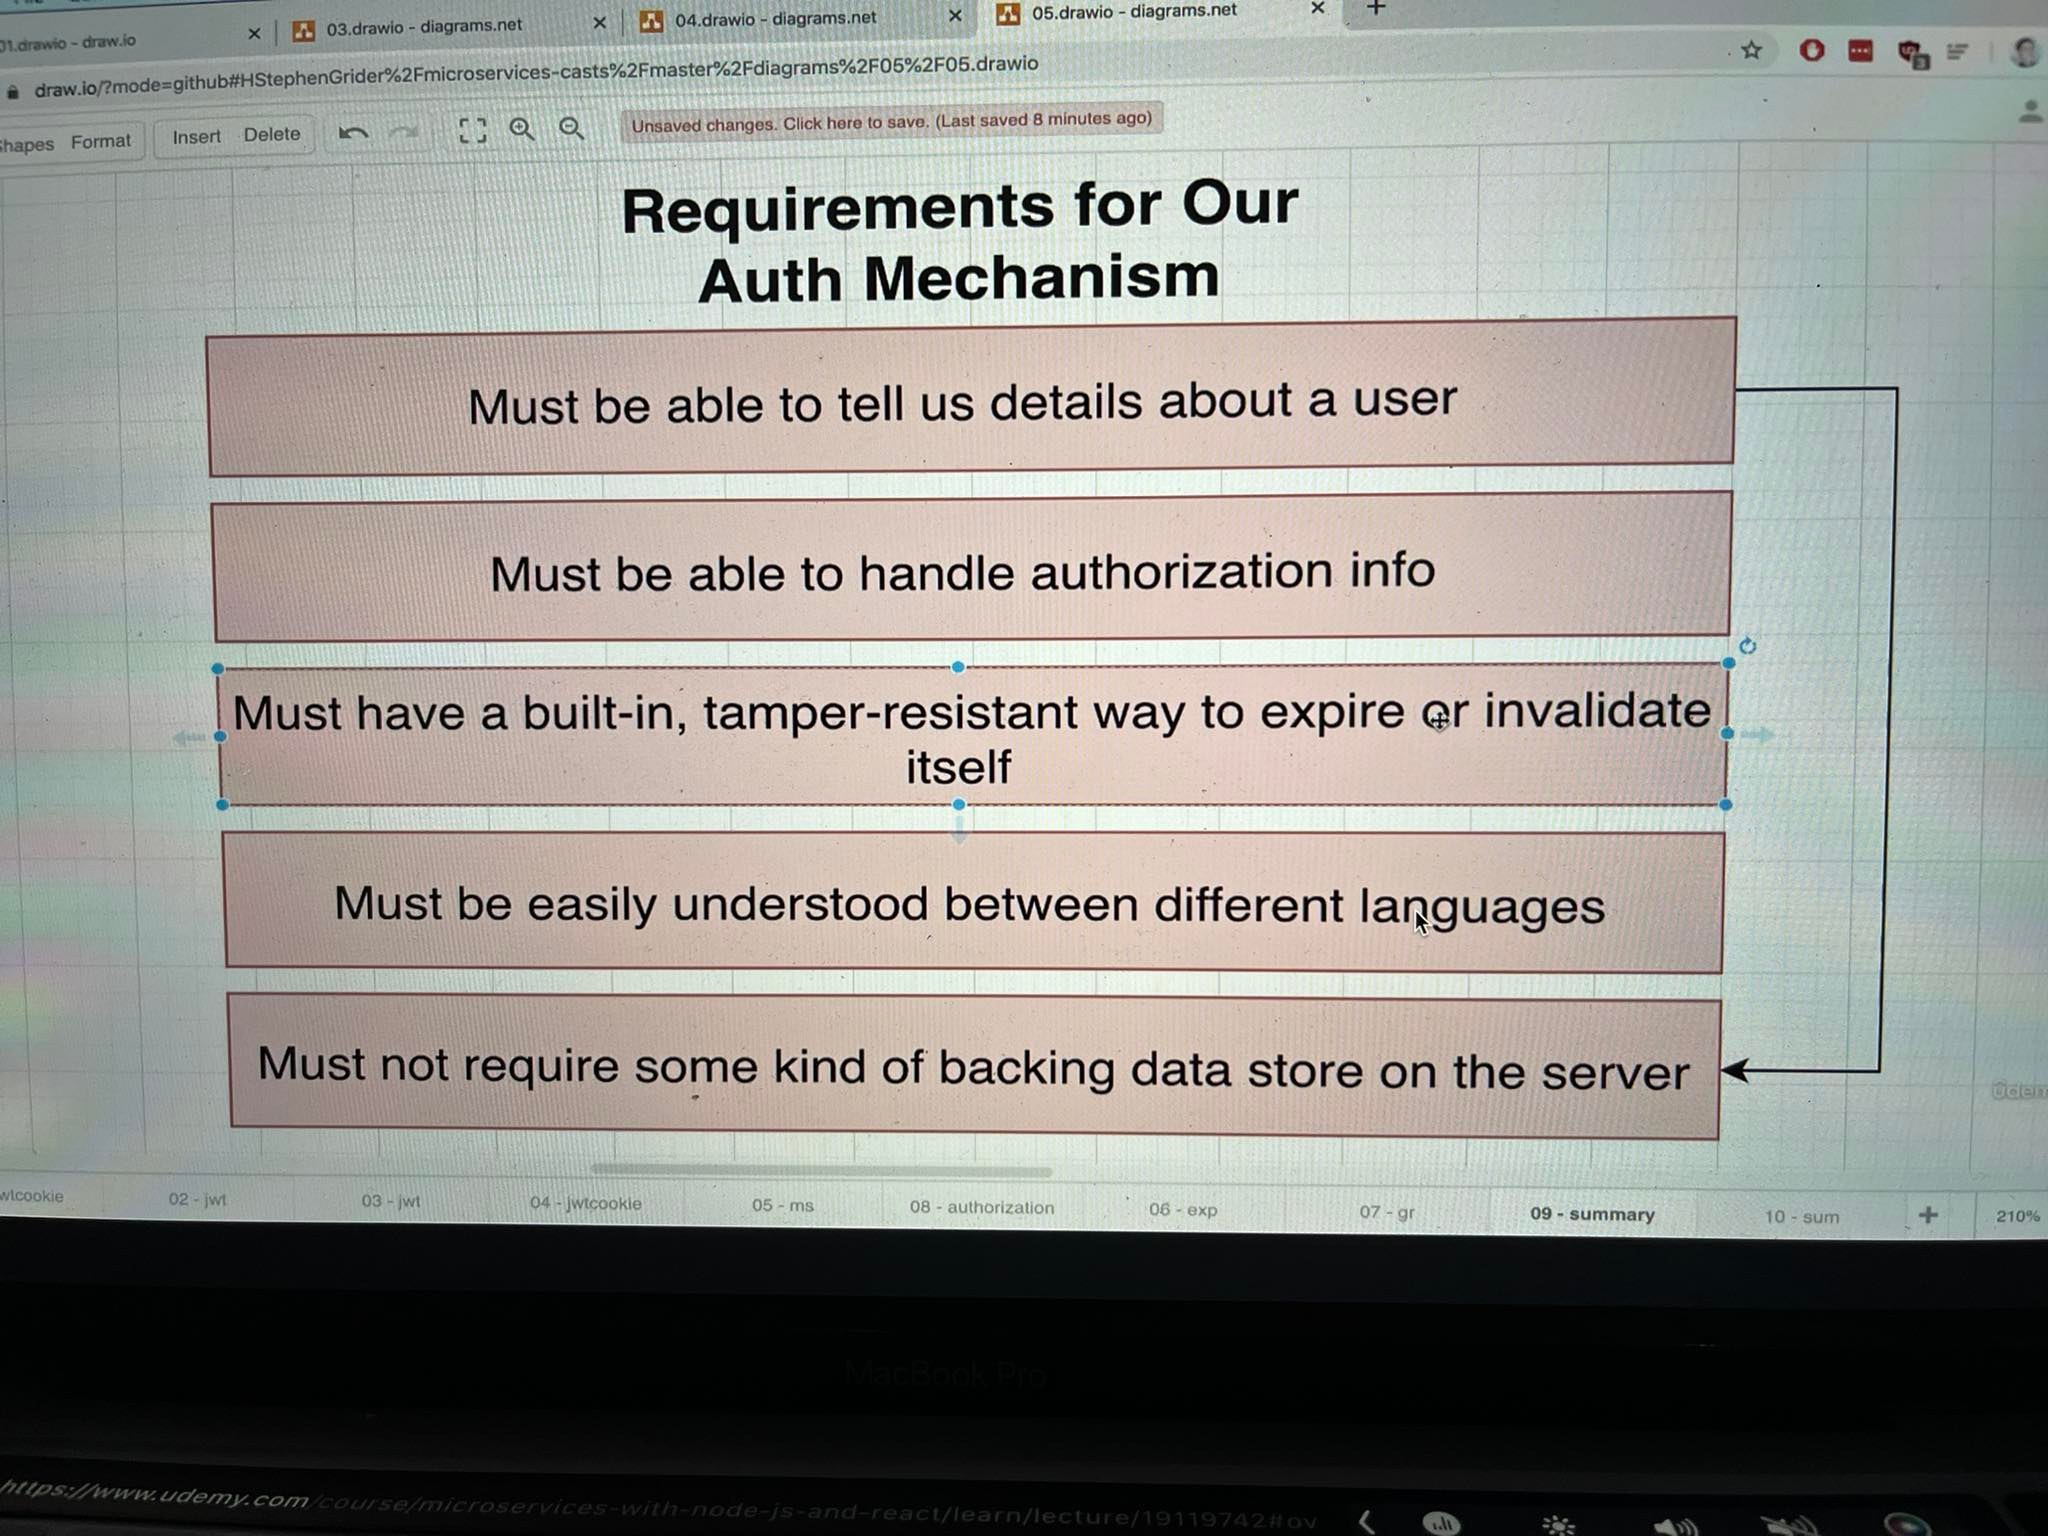 01.drawio - draw.io
03.drawio - diagrams.net
04.drawio - diagrams.net
05.drawio - diagrams.net
draw.io/?mode=github#HStephenGrider%2Fmicroservices-casts%2Fmaster%2Fdiagrams%2F05%2F05.drawio
Shapes Format Insert Delete
Unsaved changes. Click here to save. (Last saved 8 minutes ago)
Requirements for Our
Auth Mechanism
Must be able to tell us details about a user
Must be able to handle authorization info
Must have a built-in, tamper-resistant way to expire or invalidate
itself
Must be easily understood between different languages
Must not require some kind of backing data store on the server
wtcookie 02 - jwt 03 - jwt 04 - jwtcookie 05 - ms 08 - authorization 06 - exp 07 - gr 09 - summary 10 - sum + 210%
MacBook Pro
https://www.udemy.com/course/microservices-with-node-js-and-react/learn/lecture/19119742#ov